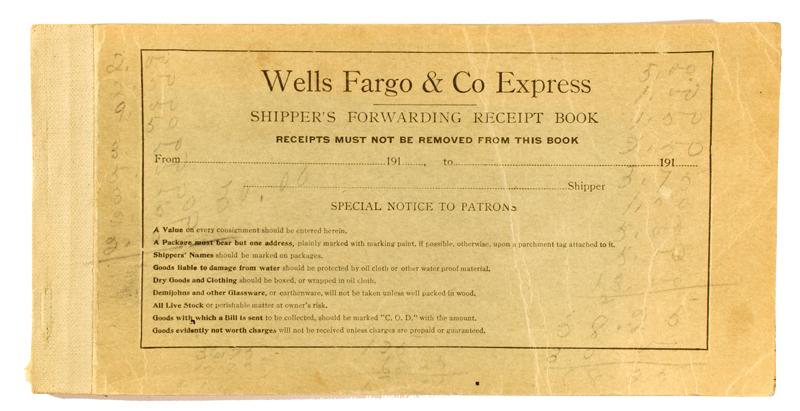 Wells Fargo & Co Express
SHIPPER'S FORWARDING RECEIPT BOOK
RECEIPTS MUST NOT BE REMOVED FROM THIS BOOK
From 191 , to 191
Shipper
SPECIAL NOTICE TO PATRONS
A Value on every consignment should be entered herein.
A Package must bear but one address, plainly marked with marking paint, if possible, otherwise, upon a parchment tag attached to it.
Shippers' Names should be marked on packages.
Goods liable to damage from water should be protected by oil cloth or other water proof material.
Dry Goods and Clothing should be boxed, or wrapped in oil cloth.
Demijohns and other Glassware, or earthenware, will not be taken unless well packed in wood.
All Live Stock or perishable matter at owner's risk.
Goods with which a Bill is sent to be collected, should be marked "C. O. D." with the amount.
Goods evidently not worth charges will not be received unless charges are prepaid or guaranteed.